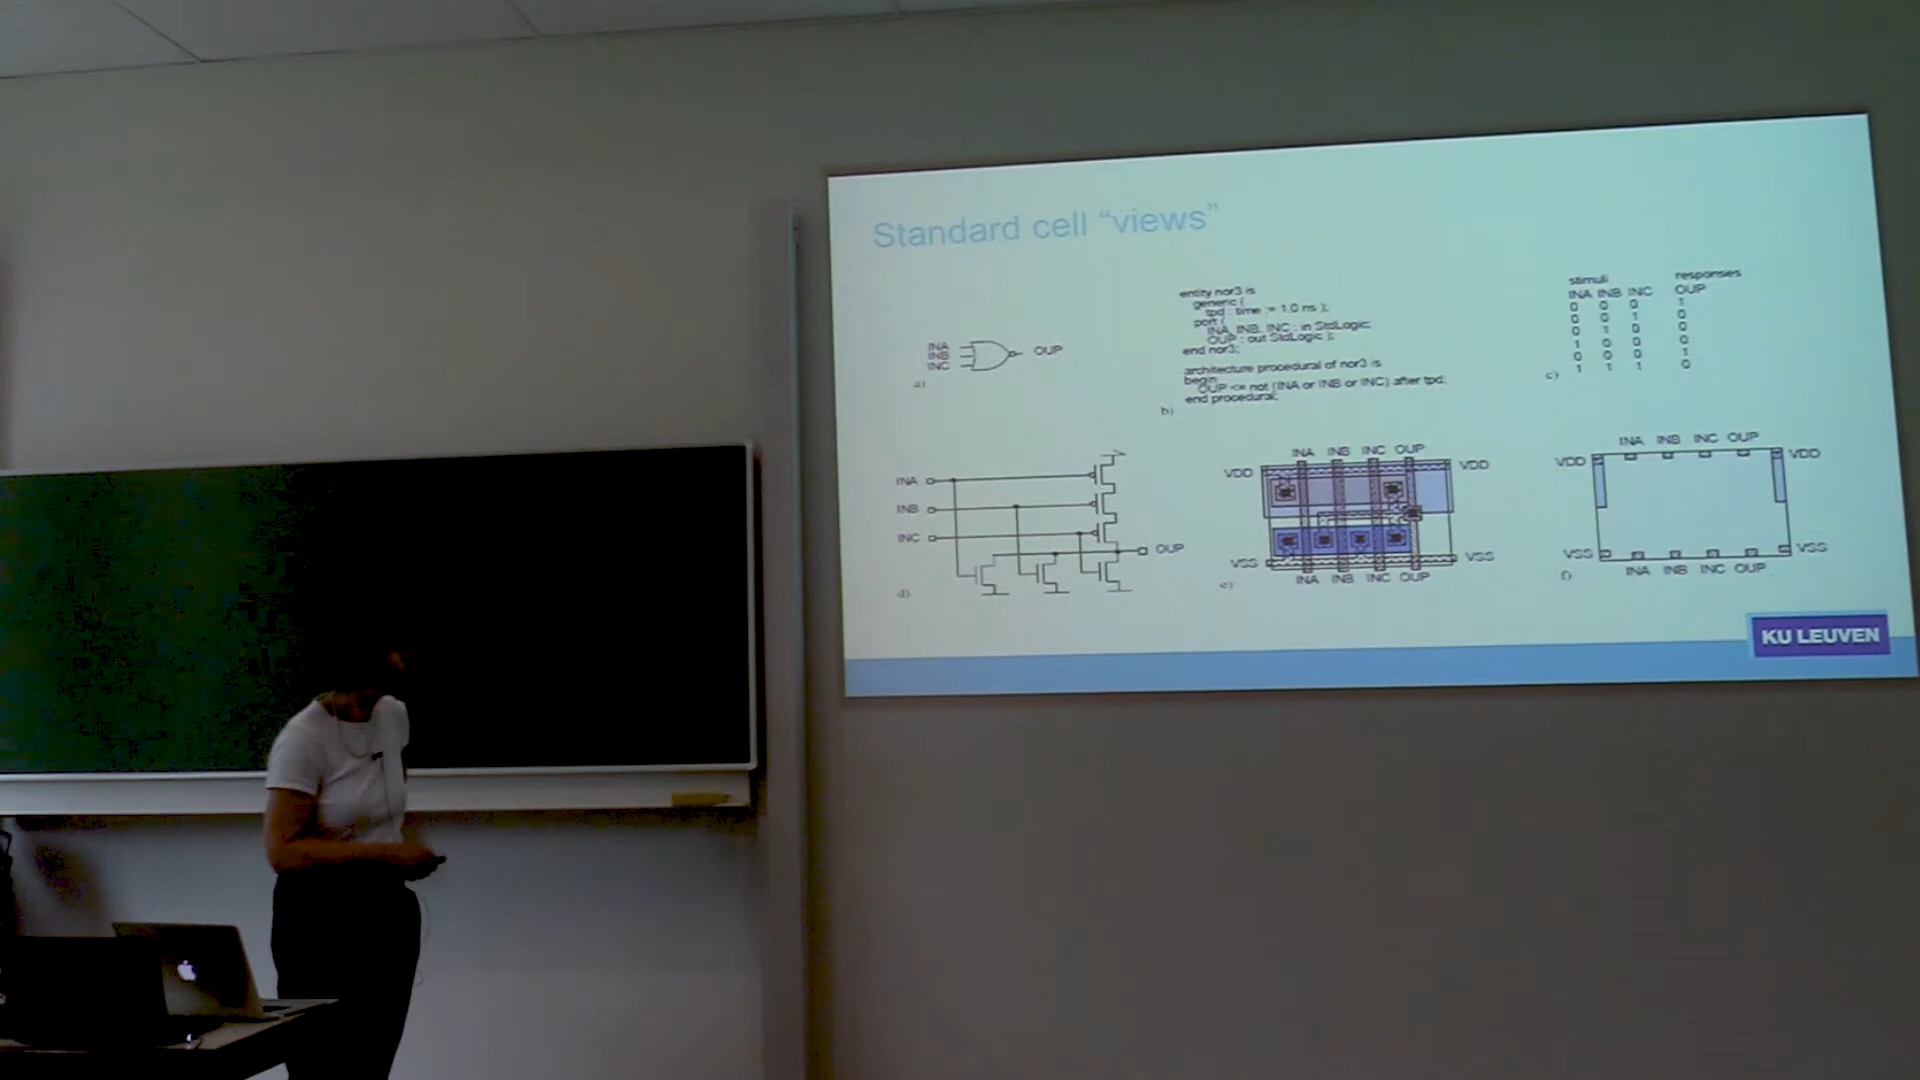 Standard cell “views”
INA
INB
INC
OUP
a)
entity nor3 is
generic (
tpd : time := 1.0 ns );
port (
INA, INB, INC : in StdLogic;
OUP : out StdLogic );
end nor3;
architecture procedural of nor3 is
begin
OUP <= not (INA or INB or INC) after tpd;
end procedural;
b)
stimuli responses
INA INB INC OUP
0 0 0 1
0 0 1 0
0 1 0 0
1 0 0 0
0 0 0 1
1 1 1 0
c)
INA
INB
INC
OUP
d)
INA INB INC OUP
VDD VDD
VSS VSS
INA INB INC OUP
e)
INA INB INC OUP
VDD VDD
VSS VSS
INA INB INC OUP
f)
KU LEUVEN